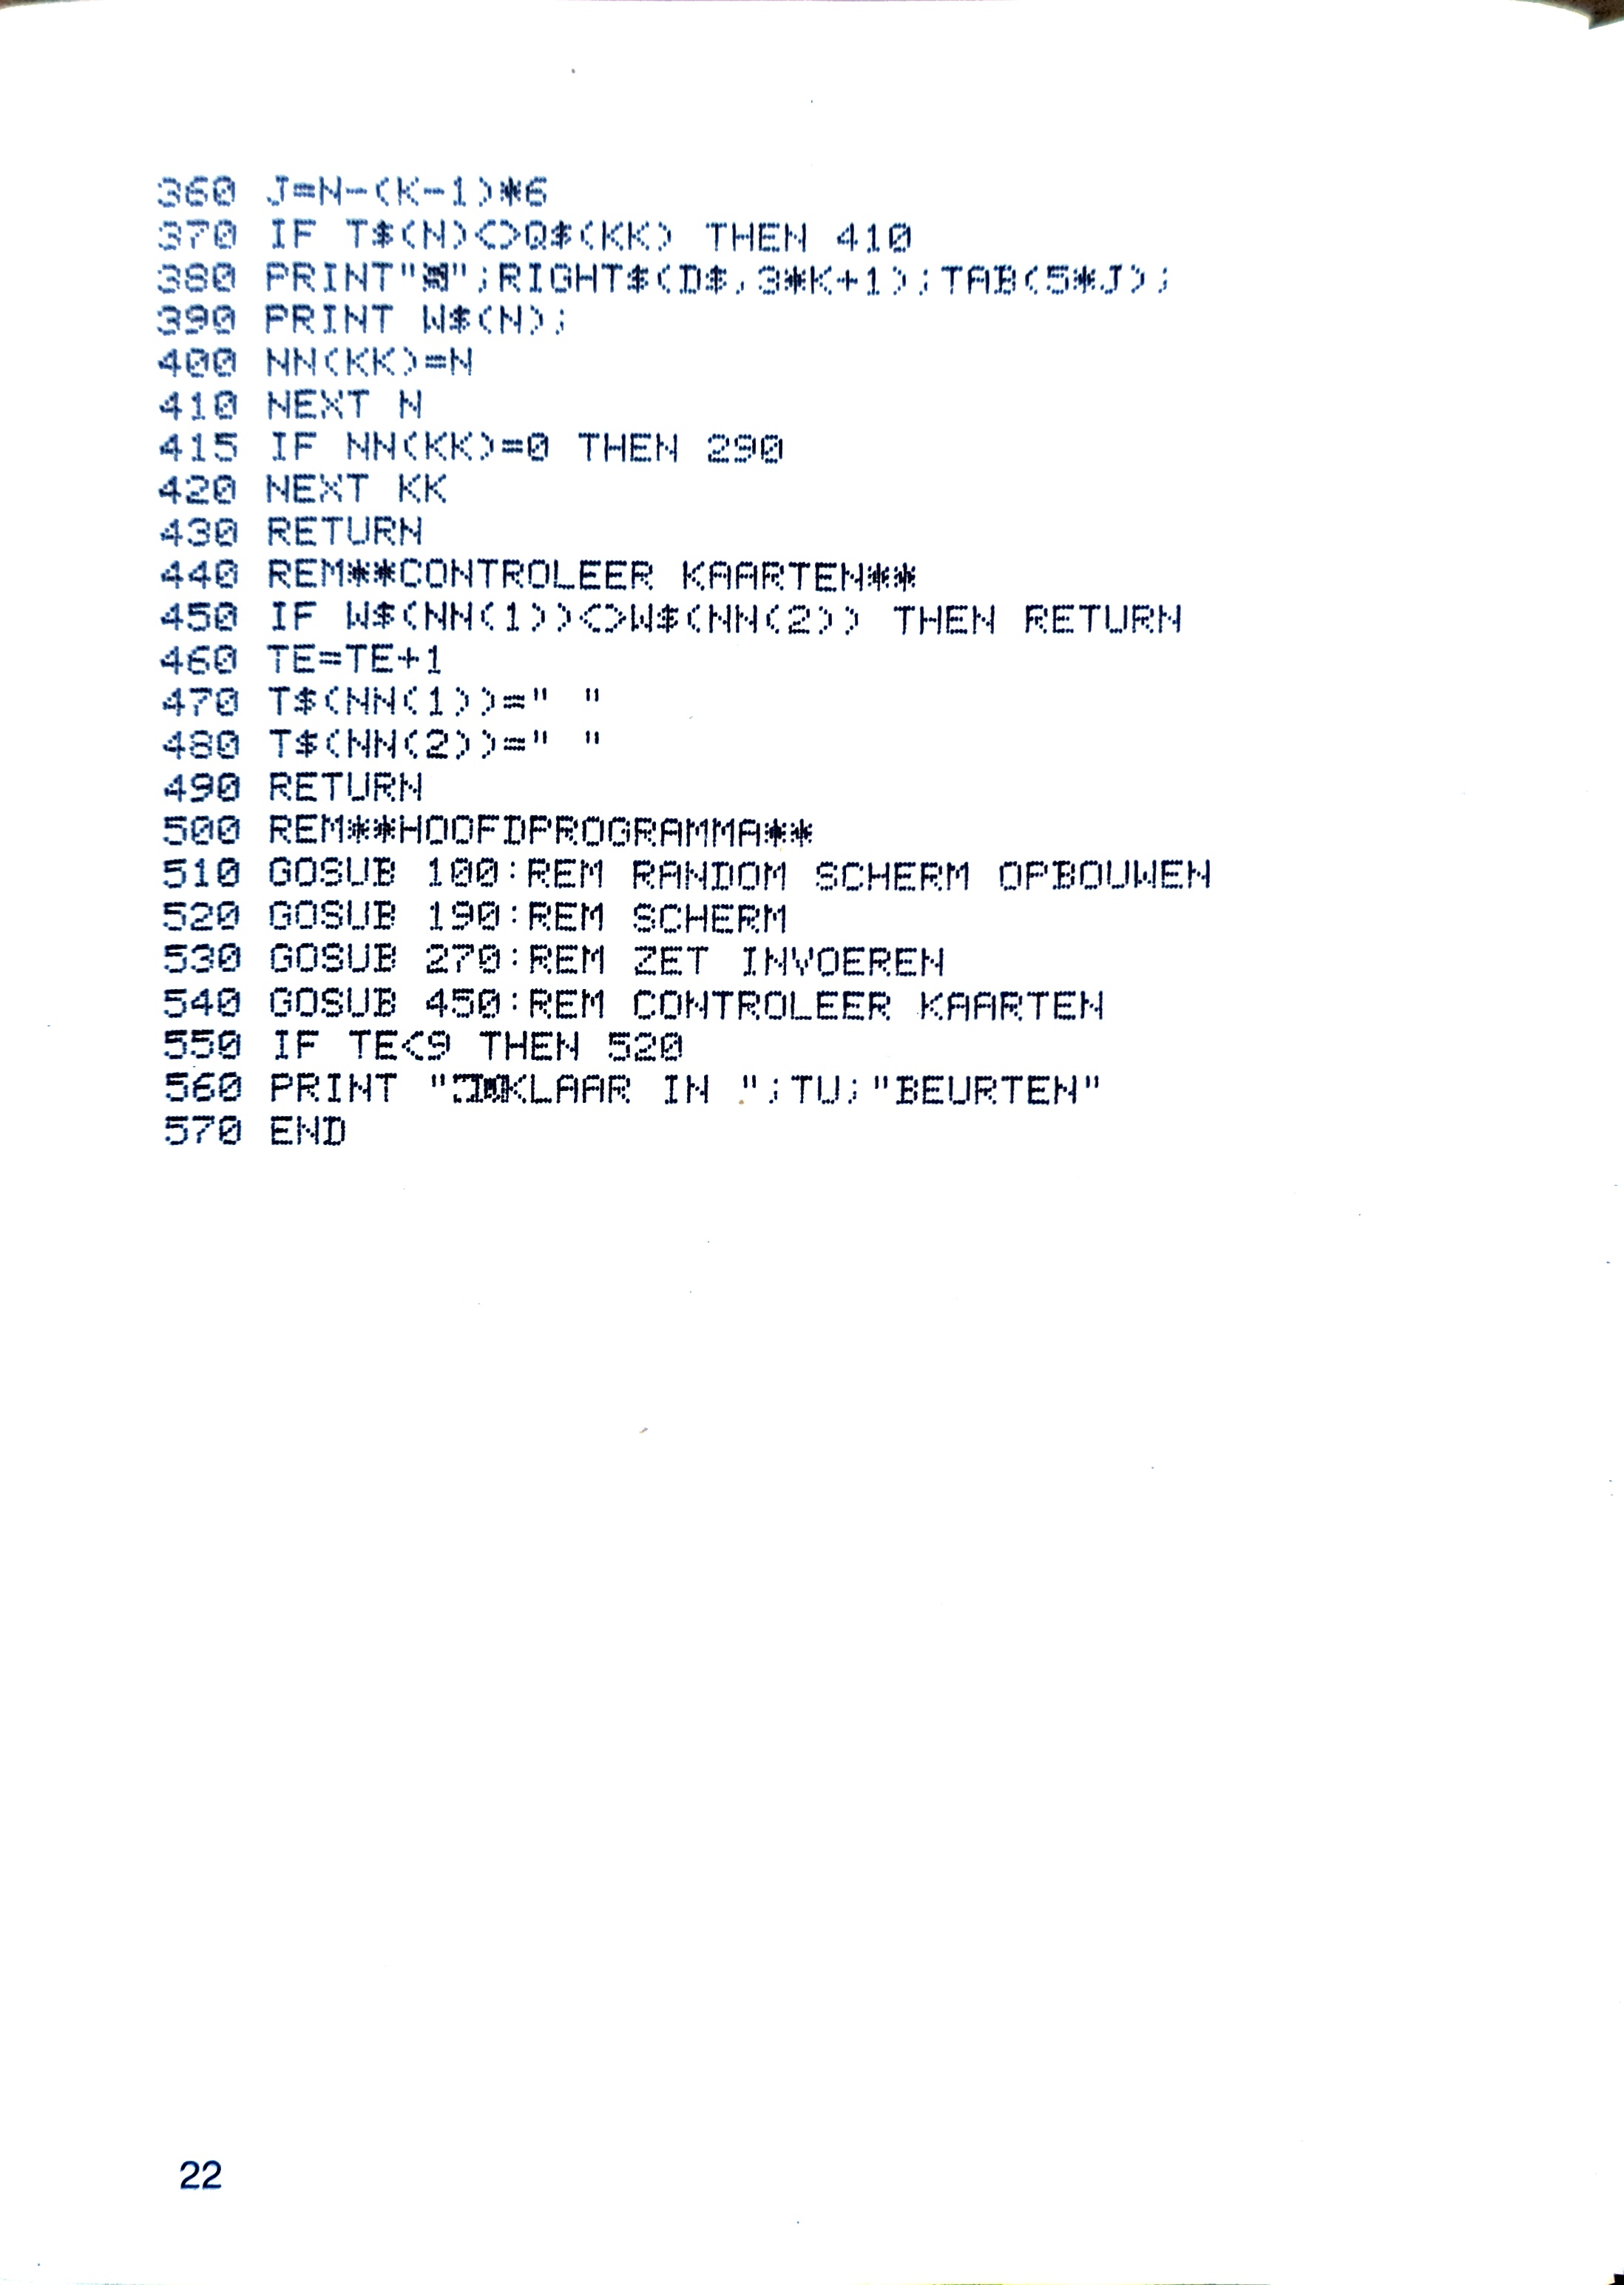 360 J=N-(K-1)*6
370 IF T$(N)<>Q$(KK) THEN 410
380 PRINT"";RIGHT$(D$,3*K+1);TAB(5*J);
390 PRINT W$(N);
400 NN(KK)=N
410 NEXT N
415 IF NN(KK)=0 THEN 290
420 NEXT KK
430 RETURN
440 REM**CONTROLEER KAARTEN**
450 IF W$(NN(1))<>W$(NN(2)) THEN RETURN
460 TE=TE+1
470 T$(NN(1))=" "
480 T$(NN(2))=" "
490 RETURN
500 REM**HOOFDPROGRAMMA**
510 GOSUB 100:REM RANDOM SCHERM OPBOUWEN
520 GOSUB 190:REM SCHERM
530 GOSUB 270:REM ZET INVOEREN
540 GOSUB 450:REM CONTROLEER KAARTEN
550 IF TE<9 THEN 520
560 PRINT "KLAAR IN ";TU;"BEURTEN"
570 END
22